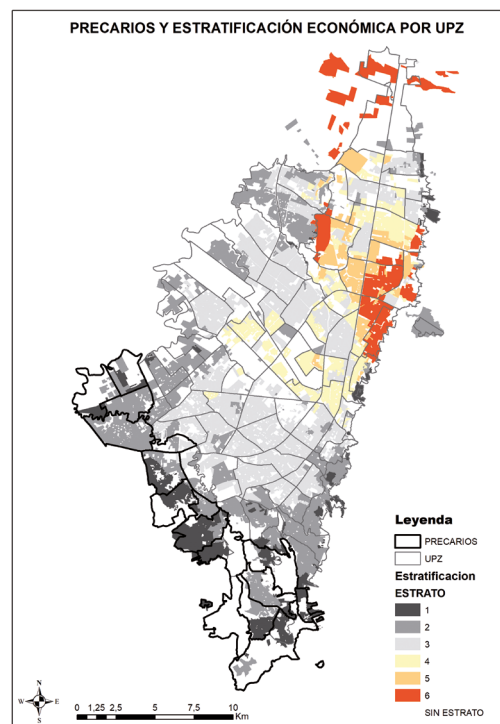 PRECARIOS Y ESTRATIFICACIÓN ECONÓMICA POR UPZ
Leyenda
PRECARIOS
UPZ
Estratificacion
ESTRATO
1
2
3
4
5
6
SIN ESTRATO
N
W E
S
0 1,25 2,5 5 7,5 10
Km